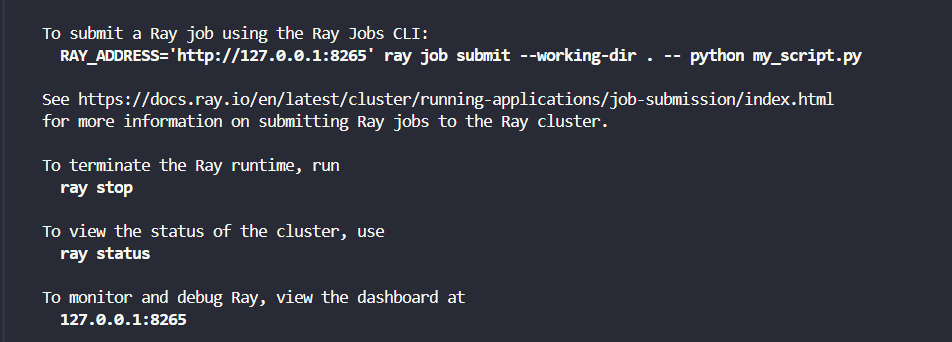 To submit a Ray job using the Ray Jobs CLI:
RAY_ADDRESS='http://127.0.0.1:8265' ray job submit --working-dir . -- python my_script.py
See https://docs.ray.io/en/latest/cluster/running-applications/job-submission/index.html
for more information on submitting Ray jobs to the Ray cluster.
To terminate the Ray runtime, run
ray stop
To view the status of the cluster, use
ray status
To monitor and debug Ray, view the dashboard at
127.0.0.1:8265